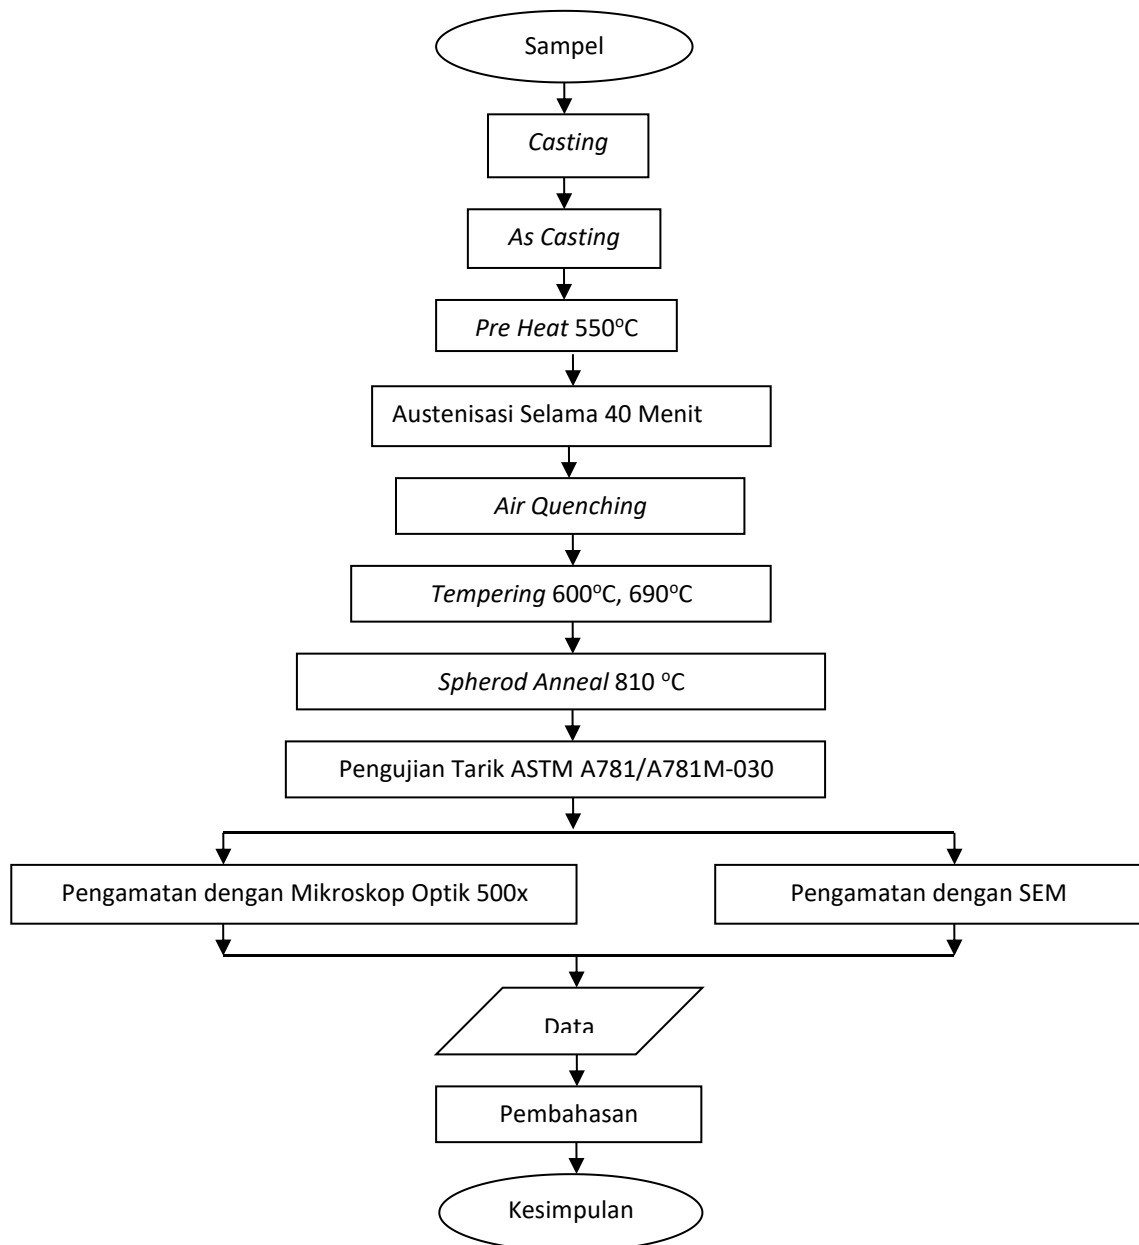 Sampel
Casting
As Casting
Pre Heat 550°C
Austenisasi Selama 40 Menit
Air Quenching
Tempering 600°C, 690°C
Spherod Anneal 810 °C
Pengujian Tarik ASTM A781/A781M-030
Pengamatan dengan Mikroskop Optik 500x
Pengamatan dengan SEM
Data
Pembahasan
Kesimpulan